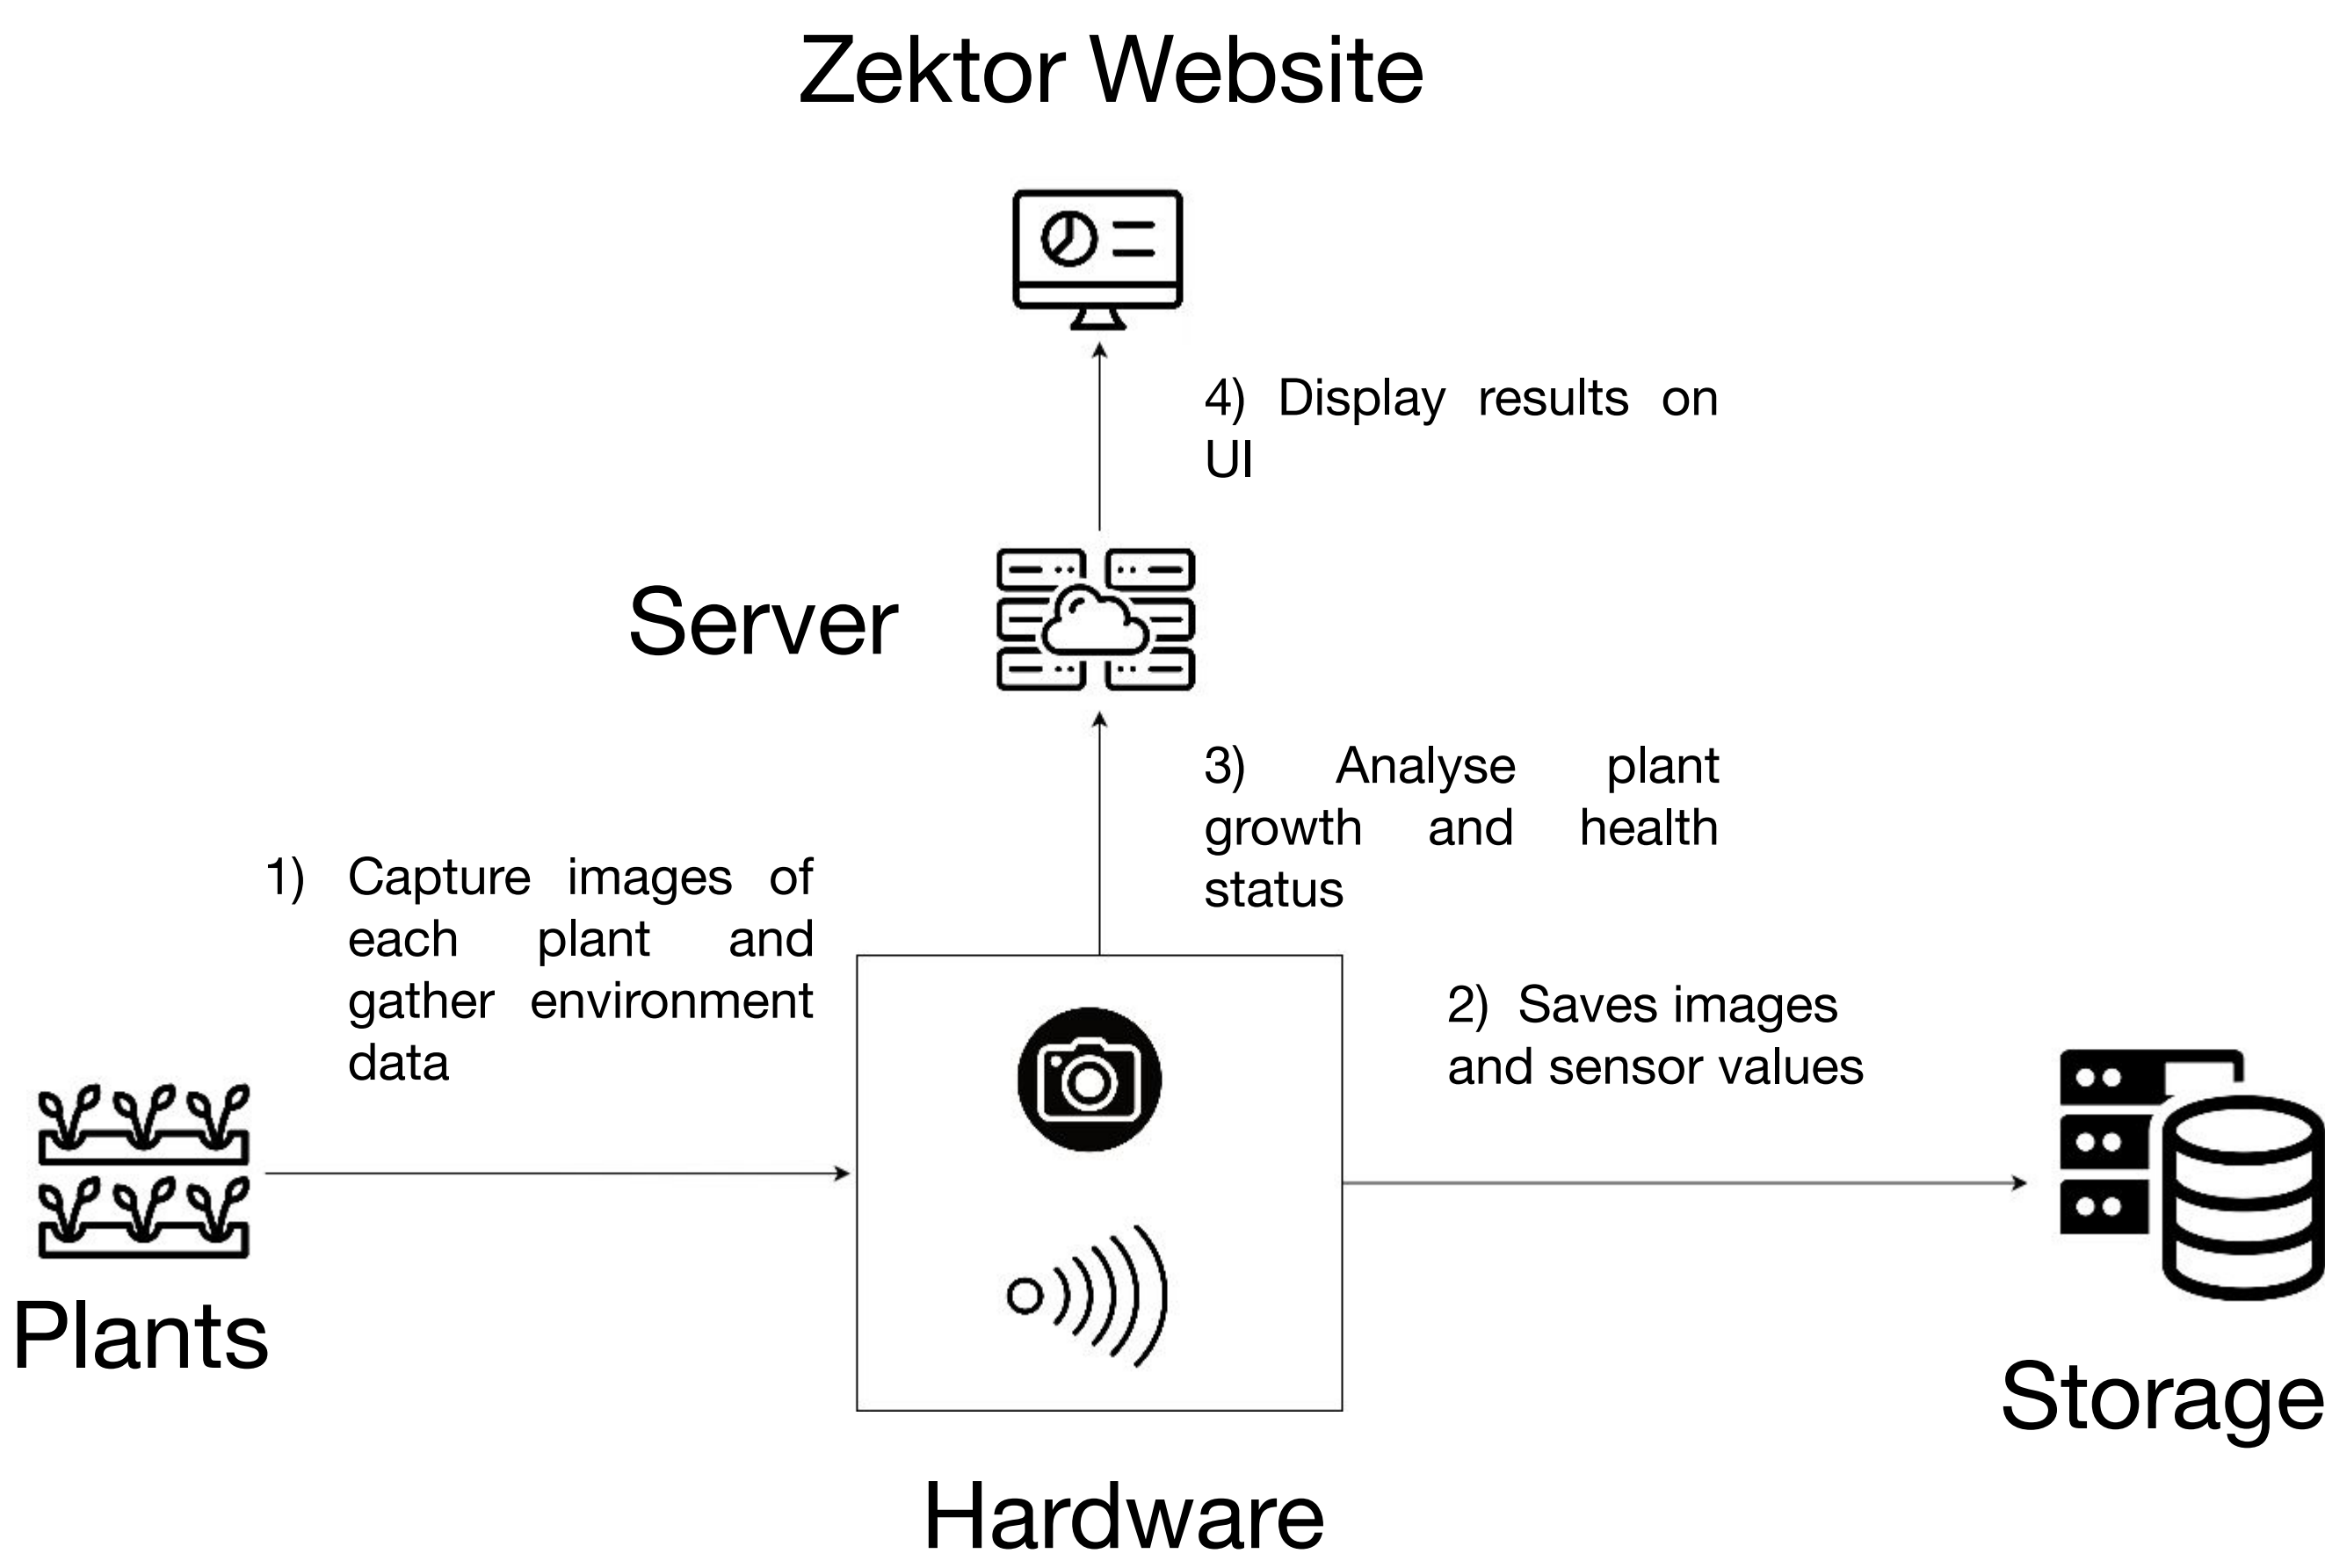 Zektor Website
4) Display results on
UI
Server
3) Analyse plant
growth and health
status
1) Capture images of
each plant and
gather environment
data
2) Saves images
and sensor values
Plants
Storage
Hardware